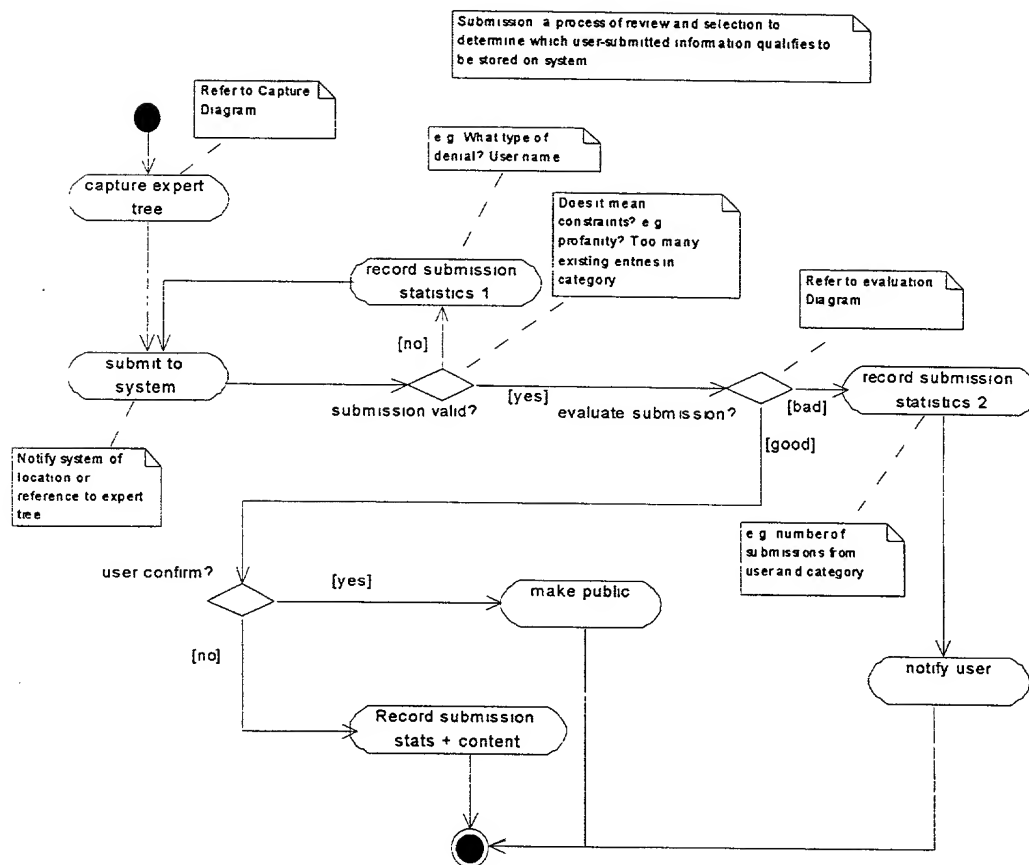 Submission a process of review and selection to
determine which user-submitted information qualifies to
be stored on system
Refer to Capture
Diagram
e g What type of
denial? User name
capture expert
tree
Does it mean
constraints? e g
profanity? Too many
existing entries in
category
record submission
statistics 1
Refer to evaluation
Diagram
[no]
submit to
system
submission valid?
[yes]
evaluate submission?
[bad]
record submission
statistics 2
[good]
Notify system of
location or
reference to expert
tree
e g number of
submissions from
user and category
user confirm?
[yes]
make public
[no]
notify user
Record submission
stats + content